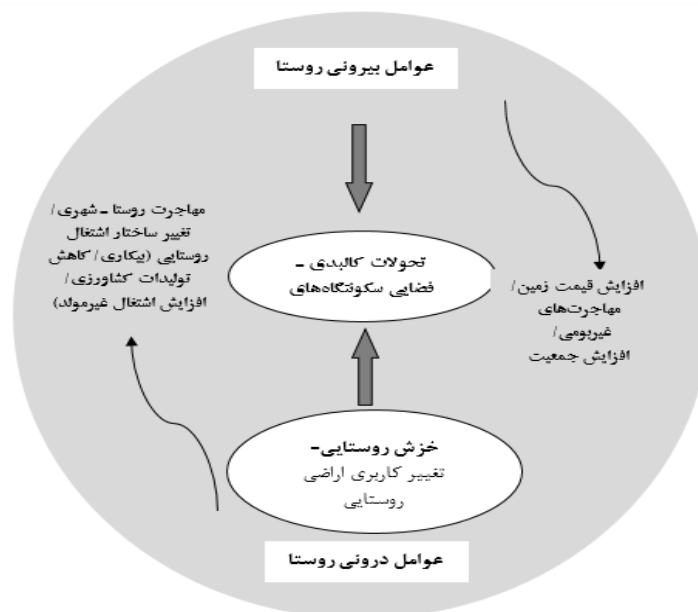 عوامل بیرونی روستا
مهاجرت روستا - شهری/
تغییر ساختار اشتغال
روستایی (بیکاری/ کاهش
تولیدات کشاورزی/
افزایش اشتغال غیرمولد)
تحولات کالبدی -
فضایی سکونتگاه‌های
افزایش قیمت زمین/
مهاجرت‌های
غیربومی/
افزایش جمعیت
خزش روستایی-
تغییر کاربری اراضی
روستایی
عوامل درونی روستا